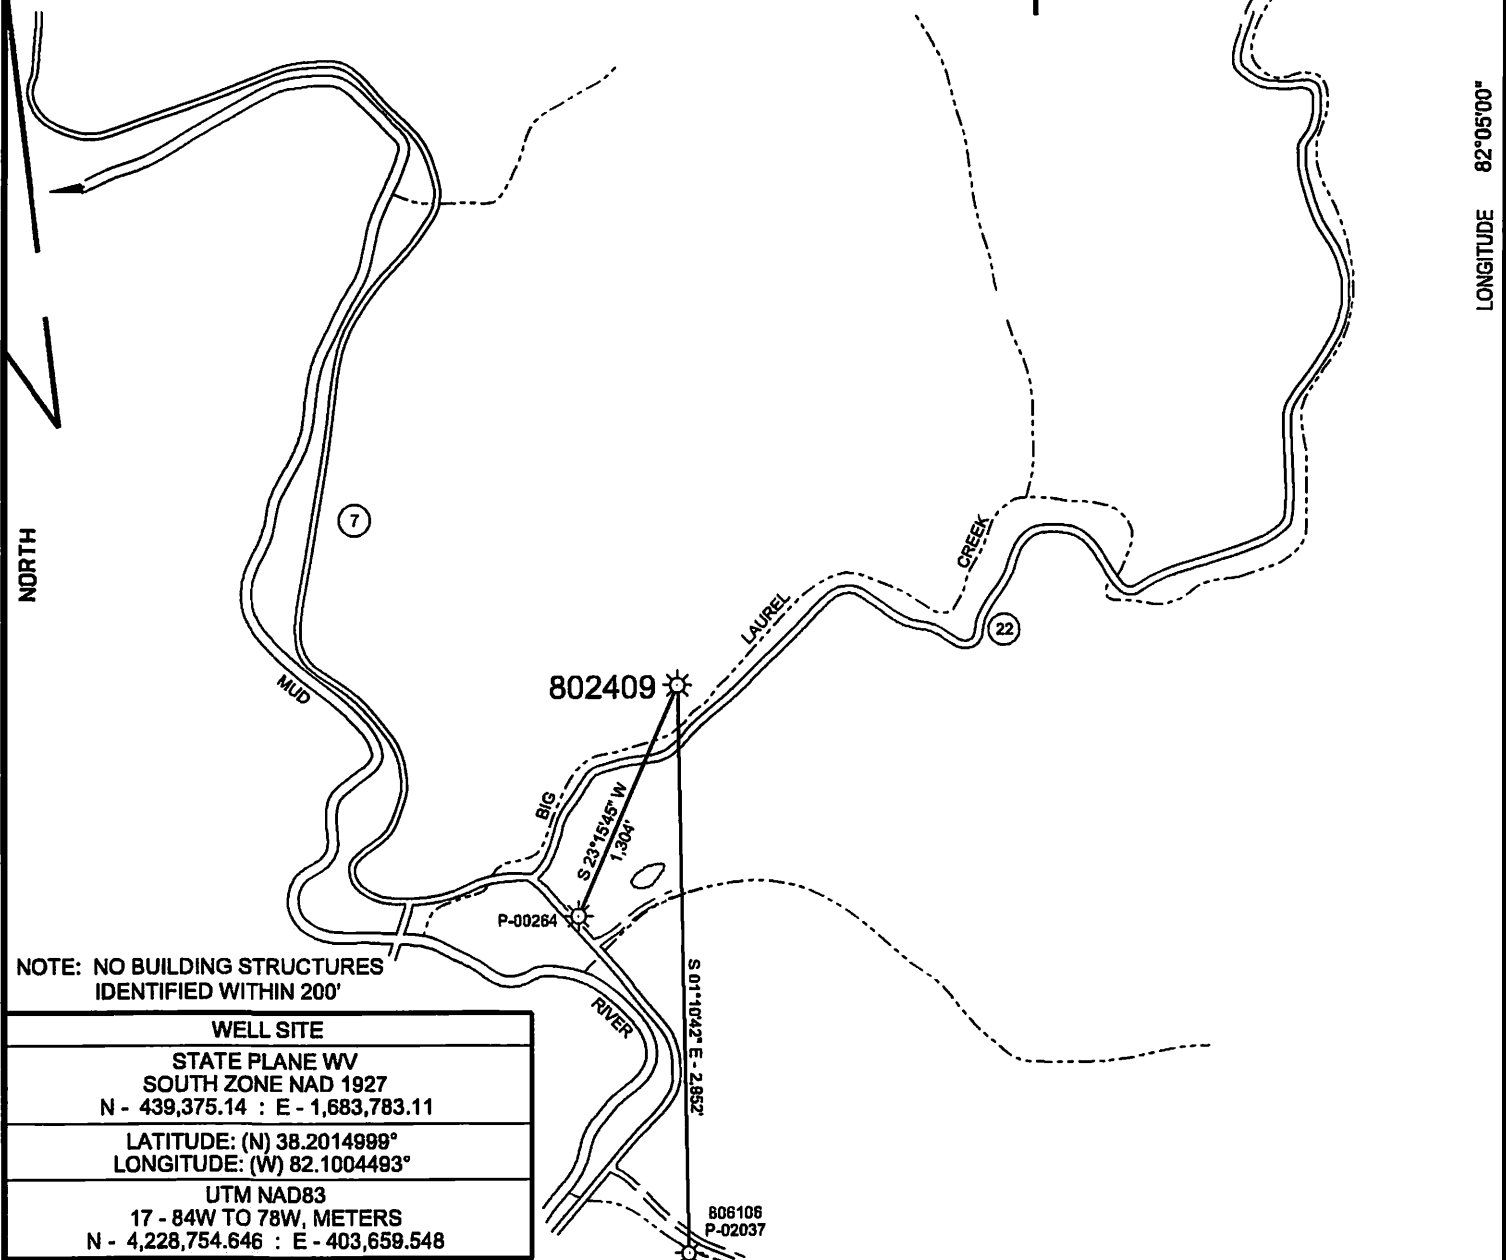 LONGITUDE 82°05'00"
NORTH
7
CREEK
LAUREL
22
MUD
802409
BIG
S 23°15'45" W
1,304'
P-00264
NOTE: NO BUILDING STRUCTURES
IDENTIFIED WITHIN 200'
RIVER
S 01°10'42" E - 2,852'
WELL SITE
STATE PLANE WV
SOUTH ZONE NAD 1927
N - 439,375.14 : E - 1,683,783.11
LATITUDE: (N) 38.2014999°
LONGITUDE: (W) 82.1004493°
UTM NAD83
17 - 84W TO 78W, METERS
N - 4,228,754.646 : E - 403,659.548
806106
P-02037